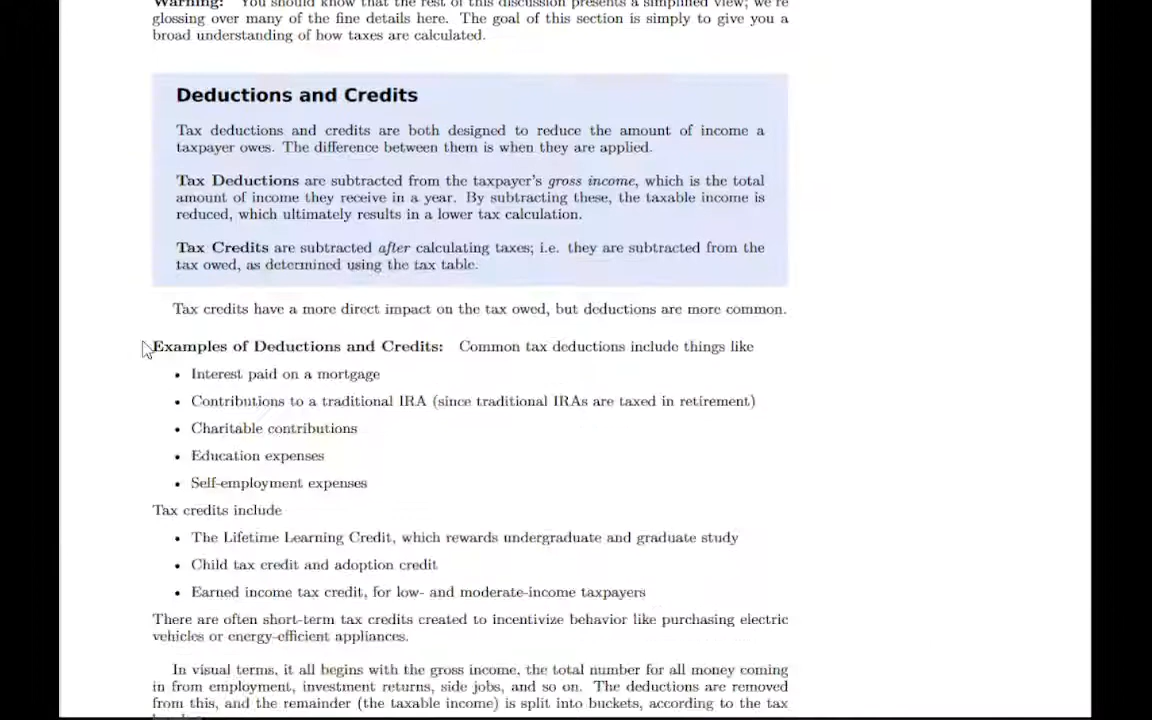 Warning: You should know that the rest of this discussion presents a simplified view; we're
glossing over many of the fine details here. The goal of this section is simply to give you a
broad understanding of how taxes are calculated.
Deductions and Credits
Tax deductions and credits are both designed to reduce the amount of income a
taxpayer owes. The difference between them is when they are applied.
Tax Deductions are subtracted from the taxpayer's gross income, which is the total
amount of income they receive in a year. By subtracting these, the taxable income is
reduced, which ultimately results in a lower tax calculation.
Tax Credits are subtracted after calculating taxes; i.e. they are subtracted from the
tax owed, as determined using the tax table.
Tax credits have a more direct impact on the tax owed, but deductions are more common.
Examples of Deductions and Credits: Common tax deductions include things like
• Interest paid on a mortgage
• Contributions to a traditional IRA (since traditional IRAs are taxed in retirement)
• Charitable contributions
• Education expenses
• Self-employment expenses
Tax credits include
• The Lifetime Learning Credit, which rewards undergraduate and graduate study
• Child tax credit and adoption credit
• Earned income tax credit, for low- and moderate-income taxpayers
There are often short-term tax credits created to incentivize behavior like purchasing electric
vehicles or energy-efficient appliances.
In visual terms, it all begins with the gross income, the total number for all money coming
in from employment, investment returns, side jobs, and so on. The deductions are removed
from this, and the remainder (the taxable income) is split into buckets, according to the tax